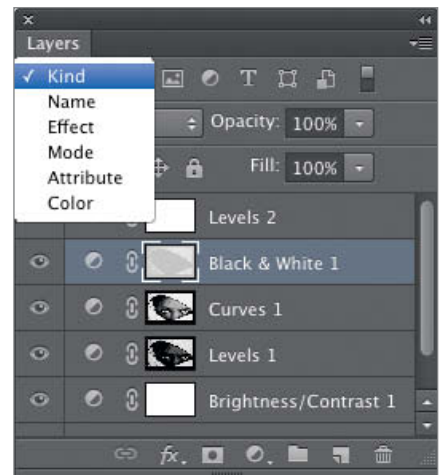 Layers
✓ Kind
Name
Effect
Mode
Attribute
Color
T
Opacity: 100%
Fill: 100%
Levels 2
Black & White 1
Curves 1
Levels 1
Brightness/Contrast 1
fx.